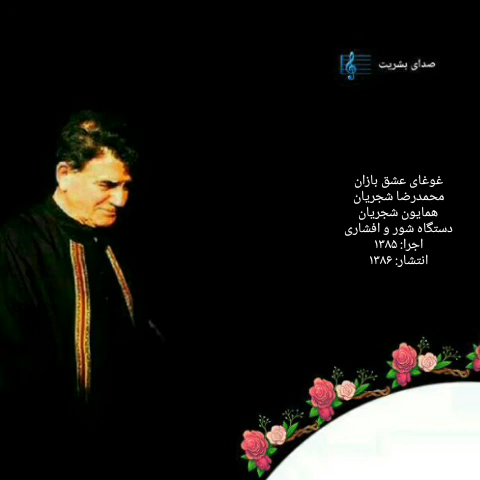 صدای بشریت
غوغای عشق بازان
محمدرضا شجریان
همایون شجریان
دستگاه شور و افشاری
اجرا: ۱۳۸۵
انتشار: ۱۳۸۶